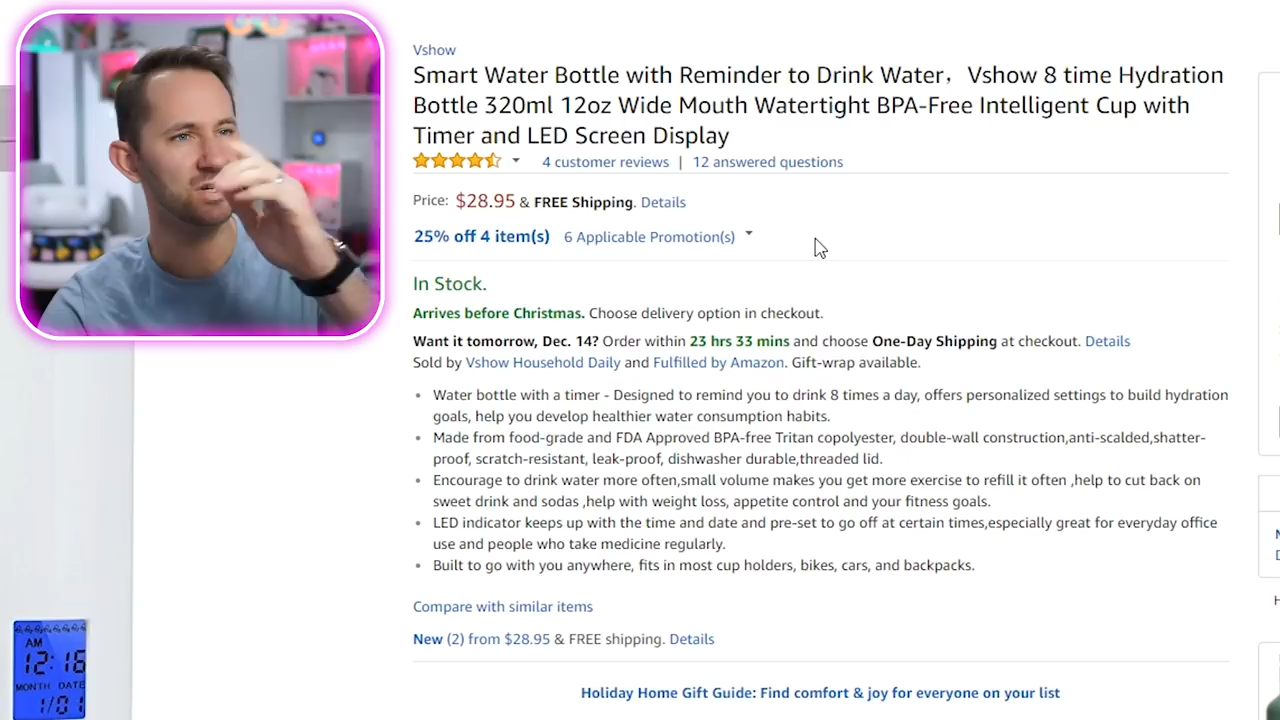 Vshow
Smart Water Bottle with Reminder to Drink Water，Vshow 8 time Hydration
Bottle 320ml 12oz Wide Mouth Watertight BPA-Free Intelligent Cup with
Timer and LED Screen Display
4 customer reviews | 12 answered questions
Price: $28.95 & FREE Shipping. Details
25% off 4 item(s) 6 Applicable Promotion(s)
In Stock.
Arrives before Christmas. Choose delivery option in checkout.
Want it tomorrow, Dec. 14? Order within 23 hrs 33 mins and choose One-Day Shipping at checkout. Details
Sold by Vshow Household Daily and Fulfilled by Amazon. Gift-wrap available.
• Water bottle with a timer - Designed to remind you to drink 8 times a day, offers personalized settings to build hydration
goals, help you develop healthier water consumption habits.
• Made from food-grade and FDA Approved BPA-free Tritan copolyester, double-wall construction,anti-scalded,shatter-
proof, scratch-resistant, leak-proof, dishwasher durable,threaded lid.
• Encourage to drink water more often,small volume makes you get more exercise to refill it often ,help to cut back on
sweet drink and sodas ,help with weight loss, appetite control and your fitness goals.
• LED indicator keeps up with the time and date and pre-set to go off at certain times,especially great for everyday office
use and people who take medicine regularly.
• Built to go with you anywhere, fits in most cup holders, bikes, cars, and backpacks.
Compare with similar items
New (2) from $28.95 & FREE shipping. Details
Holiday Home Gift Guide: Find comfort & joy for everyone on your list
AM
12:16
MONTH DATE
1/01